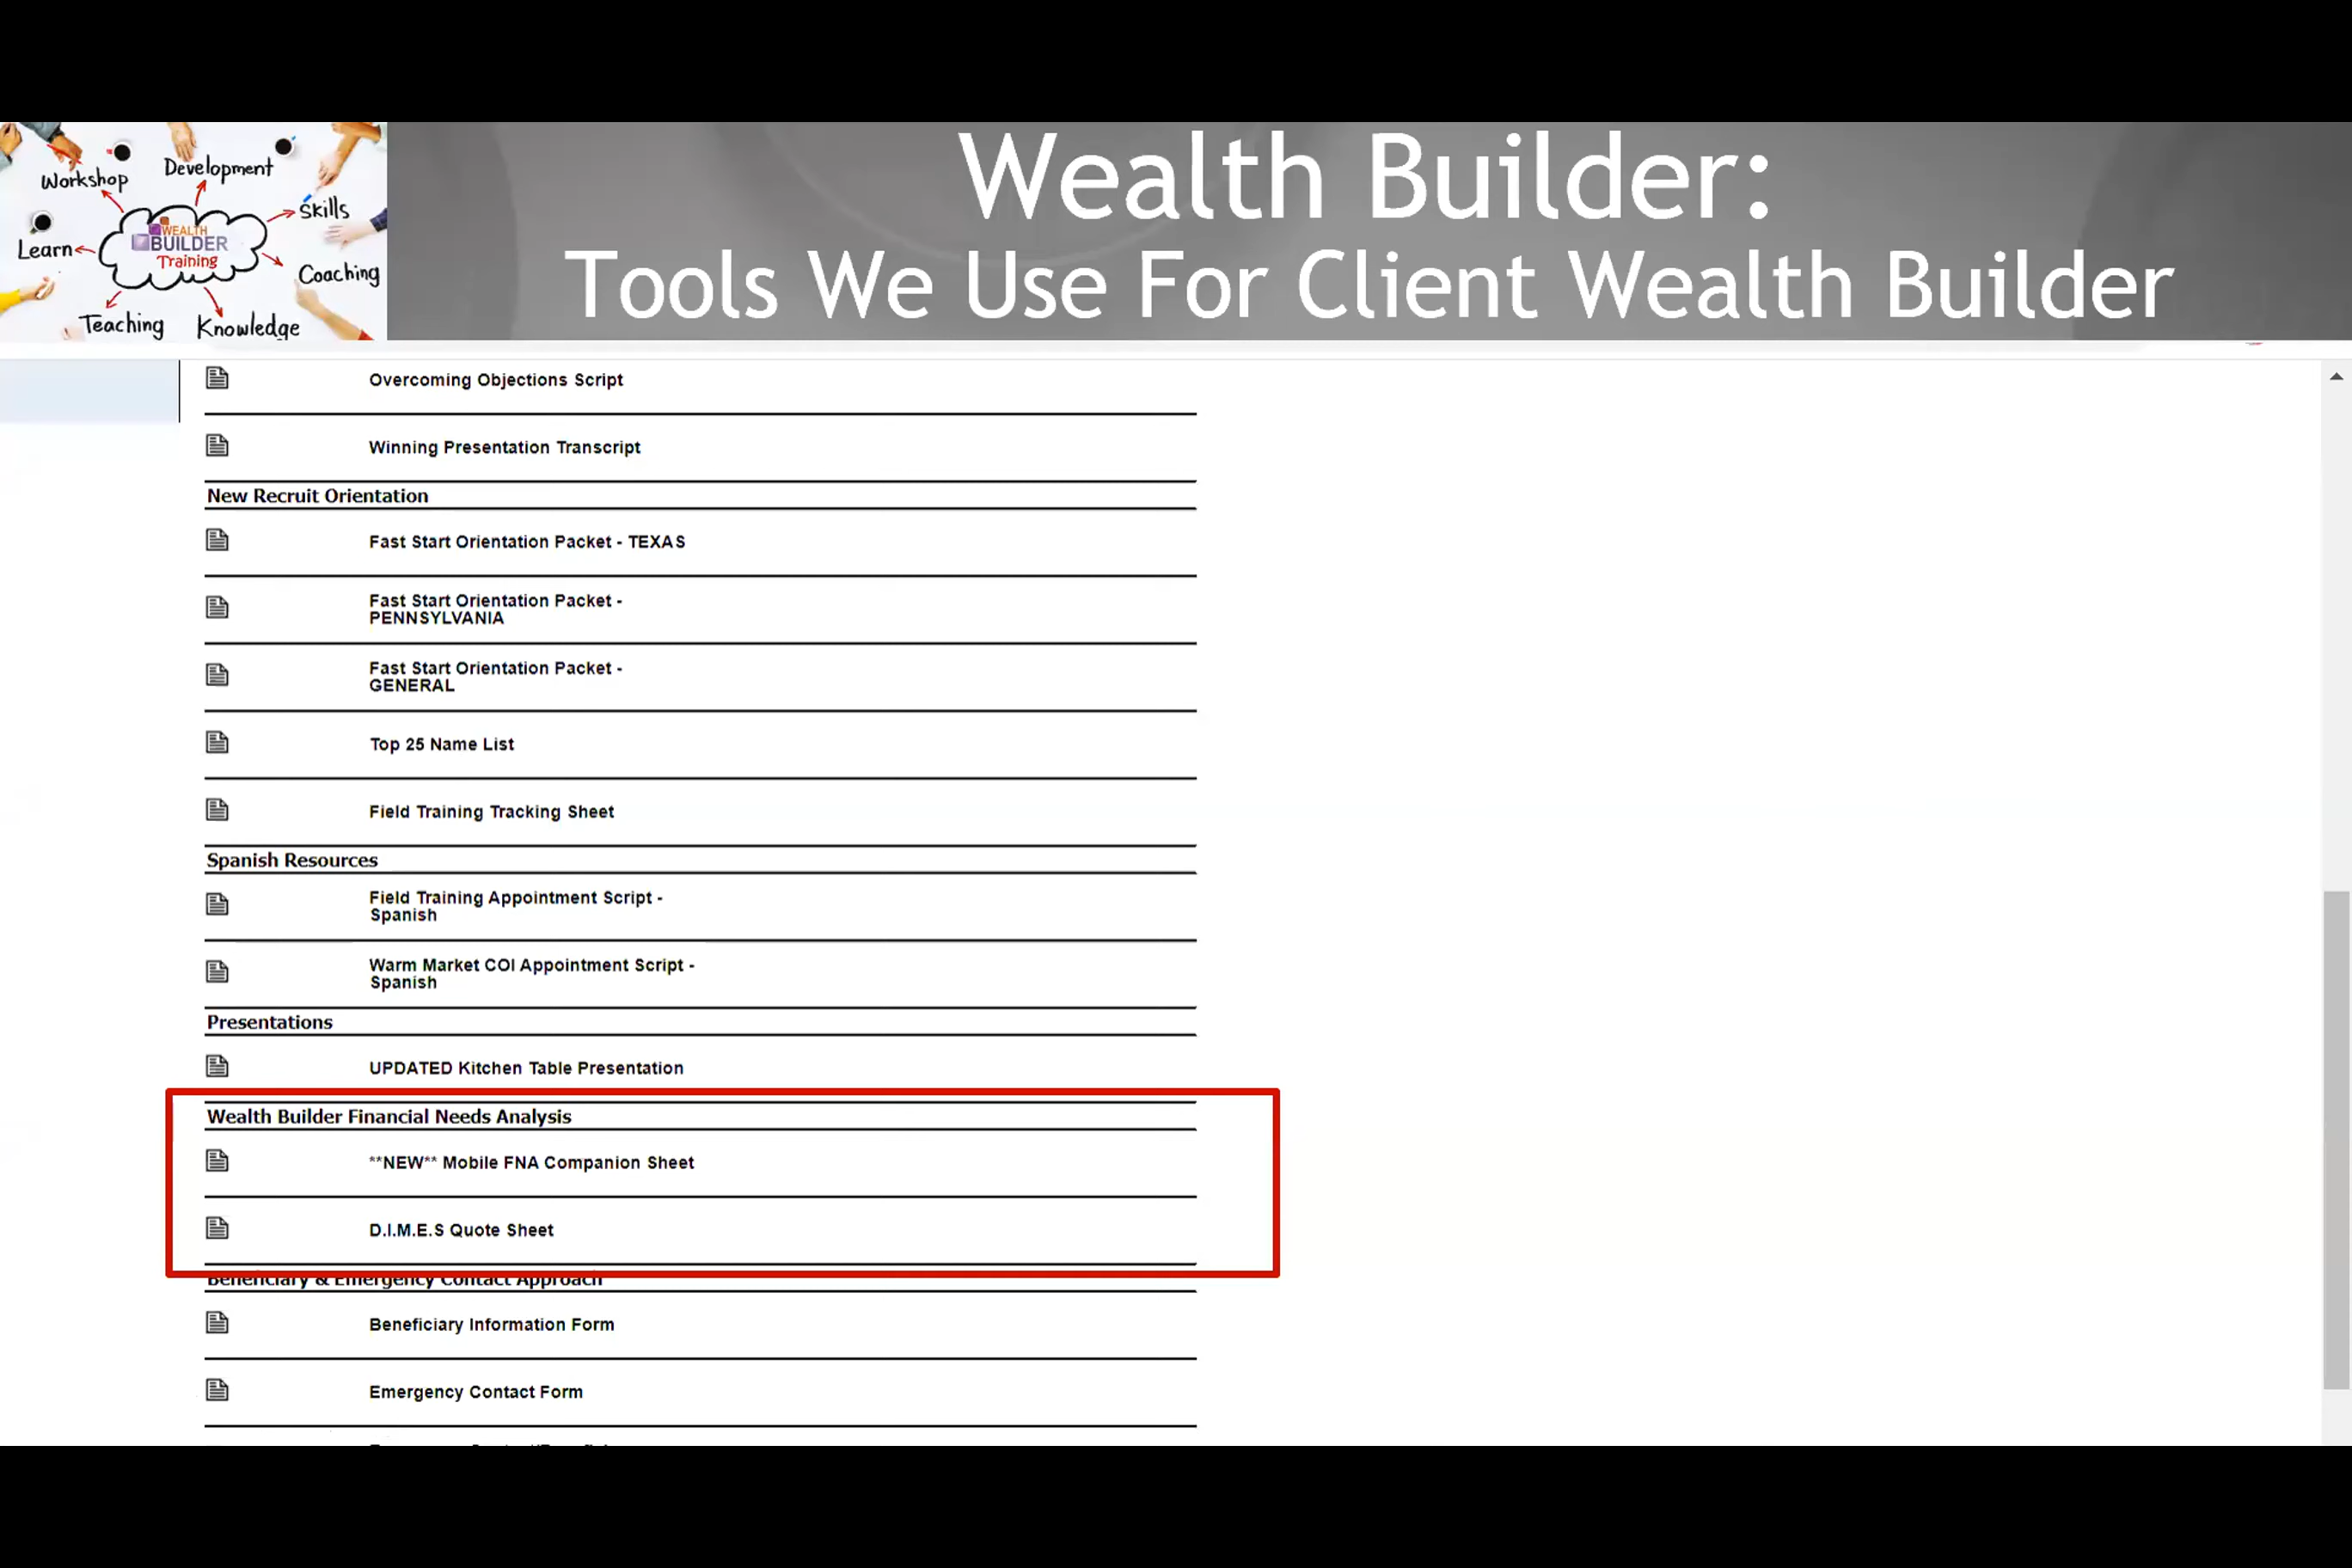 Wealth Builder:
Tools We Use For Client Wealth Builder
Workshop
Development
Skills
Learn
WEALTH
BUILDER
Training
Coaching
Teaching
Knowledge
Overcoming Objections Script
Winning Presentation Transcript
New Recruit Orientation
Fast Start Orientation Packet - TEXAS
Fast Start Orientation Packet -
PENNSYLVANIA
Fast Start Orientation Packet -
GENERAL
Top 25 Name List
Field Training Tracking Sheet
Spanish Resources
Field Training Appointment Script -
Spanish
Warm Market COI Appointment Script -
Spanish
Presentations
UPDATED Kitchen Table Presentation
Wealth Builder Financial Needs Analysis
**NEW** Mobile FNA Companion Sheet
D.I.M.E.S Quote Sheet
Beneficiary & Emergency Contact Approach
Beneficiary Information Form
Emergency Contact Form